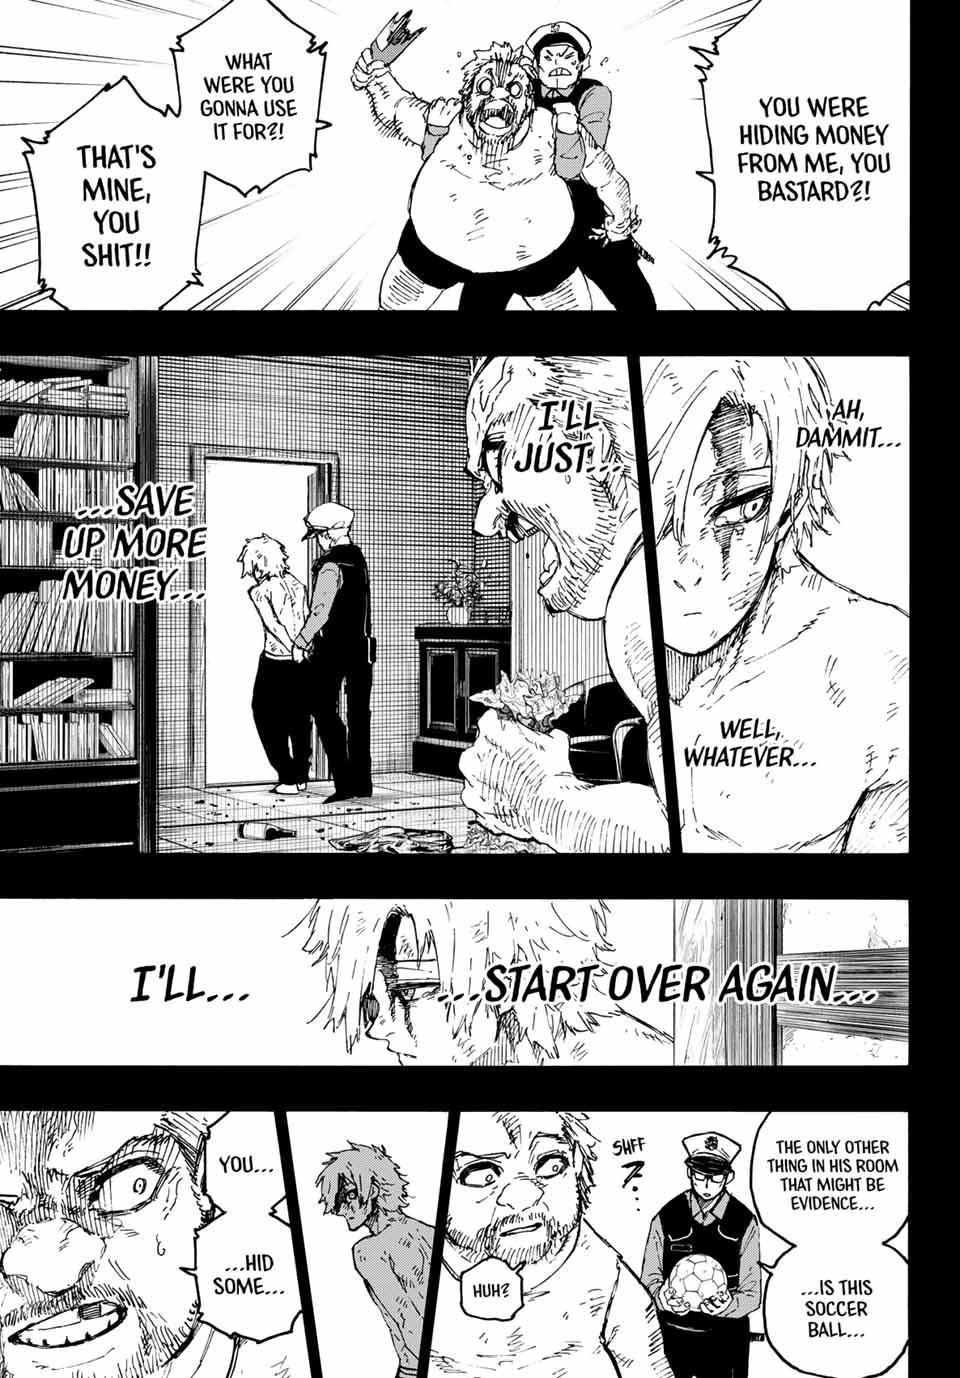 YOU WERE
HIDING MONEY
FROM ME, YOU
BASTARD?!
WHAT
WERE YOU
GONNA USE
IT FOR?!
THAT'S
MINE,
YOU
SHIT!!
AH,
DAMMIT...
WELL,
WHATEVER...
I'LL
JUST...
...SAVE
UP MORE
MONEY...
I'LL...
...START OVER AGAIN...
THE ONLY OTHER
THING IN HIS ROOM
THAT MIGHT BE
EVIDENCE...
...IS THIS
SOCCER
BALL...
SHFF
HUH?
YOU...
...HID
SOME...